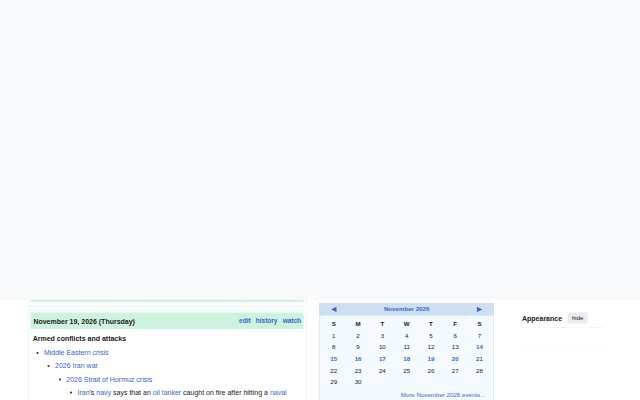 November 19, 2026 (Thursday)
edit history watch
Armed conflicts and attacks
• Middle Eastern crisis
• 2026 Iran war
• 2026 Strait of Hormuz crisis
• Iran's navy says that an oil tanker caught on fire after hitting a naval
◀ November 2026 ▶
S M T W T F S
1 2 3 4 5 6 7
8 9 10 11 12 13 14
15 16 17 18 19 20 21
22 23 24 25 26 27 28
29 30
More November 2026 events...
Appearance hide